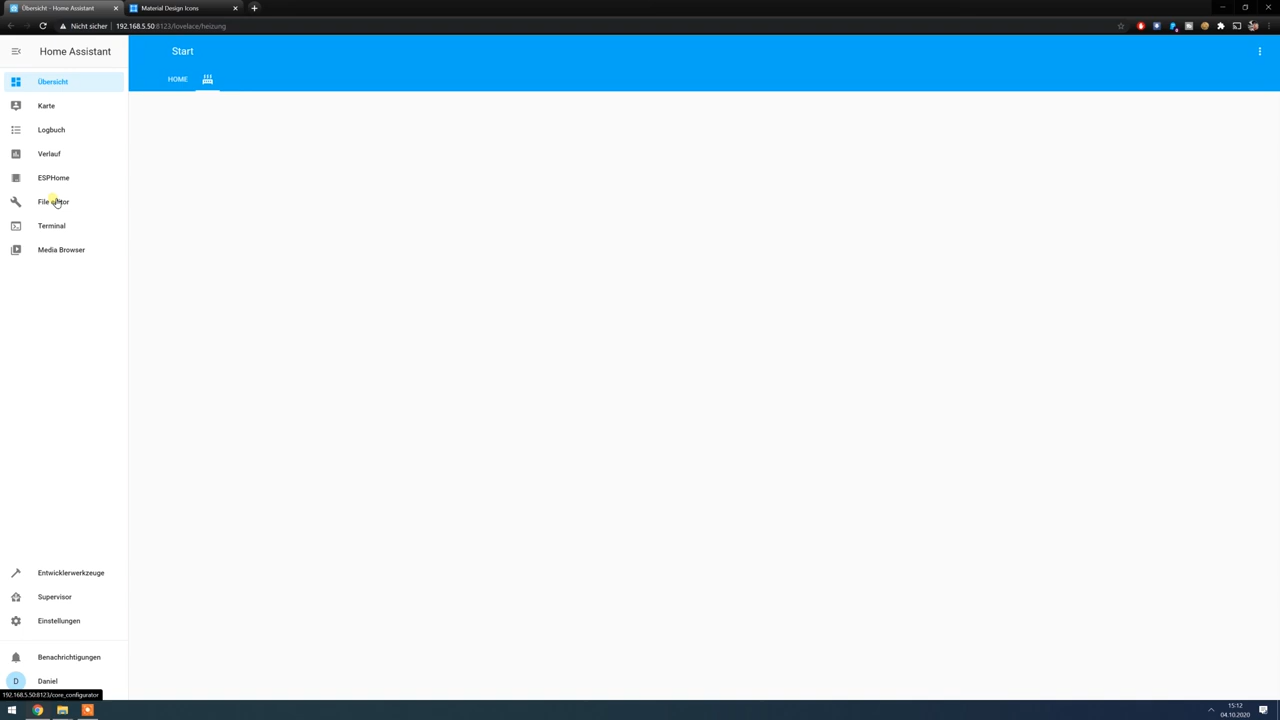 Übersicht - Home Assistant
Material Design Icons
Nicht sicher 192.168.5.50:8123/lovelace/heizung
Home Assistant
Start
HOME
Übersicht
Karte
Logbuch
Verlauf
ESPHome
File editor
Terminal
Media Browser
Entwicklerwerkzeuge
Supervisor
Einstellungen
Benachrichtigungen
D Daniel
192.168.5.50:8123/core_configurator
15:12
04.10.2020